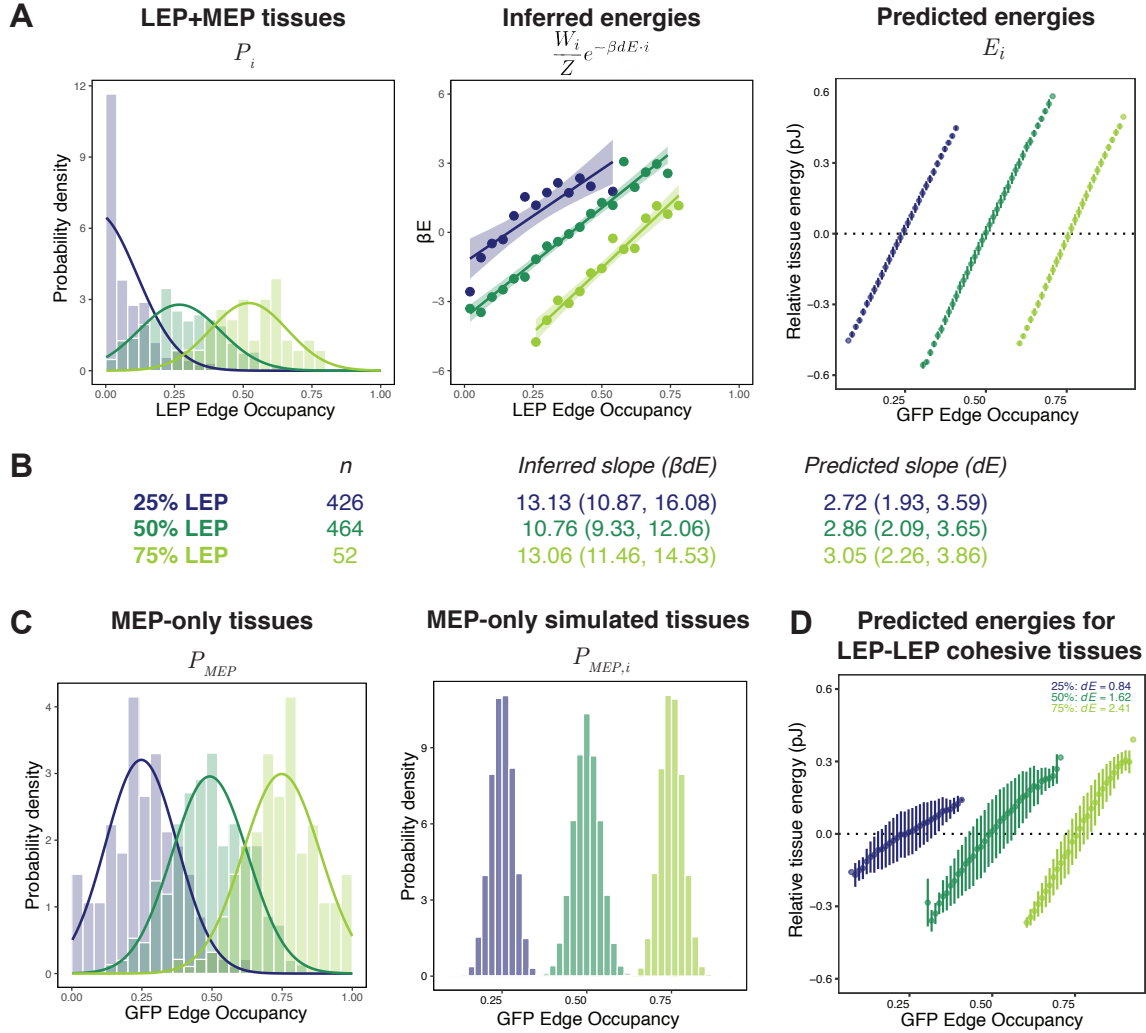 A
LEP+MEP tissues
P_i
Probability density
12
9
6
3
0
0.00 0.25 0.50 0.75 1.00
LEP Edge Occupancy
Inferred energies
W_i/Z e^{−βdE·i}
βE
6
3
0
−3
−6
0.00 0.25 0.50 0.75 1.00
LEP Edge Occupancy
Predicted energies
E_i
Relative tissue energy (pJ)
0.6
0.3
0.0
−0.3
−0.6
0.25 0.50 0.75
GFP Edge Occupancy
B
n Inferred slope (βdE) Predicted slope (dE)
25% LEP 426 13.13 (10.87, 16.08) 2.72 (1.93, 3.59)
50% LEP 464 10.76 (9.33, 12.06) 2.86 (2.09, 3.65)
75% LEP 52 13.06 (11.46, 14.53) 3.05 (2.26, 3.86)
C
MEP-only tissues
P_MEP
Probability density
4
3
2
1
0
0.00 0.25 0.50 0.75 1.00
GFP Edge Occupancy
MEP-only simulated tissues
P_MEP,i
Probability density
9
6
3
0
0.25 0.50 0.75
GFP Edge Occupancy
D
Predicted energies for
LEP-LEP cohesive tissues
25%: dE = 0.84
50%: dE = 1.62
75%: dE = 2.41
Relative tissue energy (pJ)
0.6
0.3
0.0
−0.3
−0.6
0.25 0.50 0.75
GFP Edge Occupancy